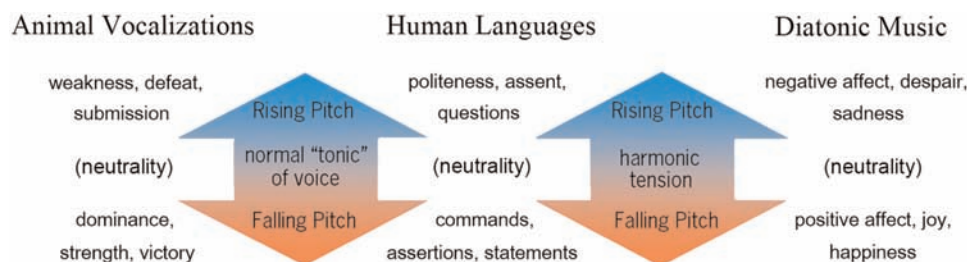 Animal Vocalizations
Human Languages
Diatonic Music
weakness, defeat,
submission
Rising Pitch
politeness, assent,
questions
Rising Pitch
negative affect, despair,
sadness
(neutrality)
normal “tonic”
of voice
(neutrality)
harmonic
tension
(neutrality)
dominance,
strength, victory
Falling Pitch
commands,
assertions, statements
Falling Pitch
positive affect, joy,
happiness